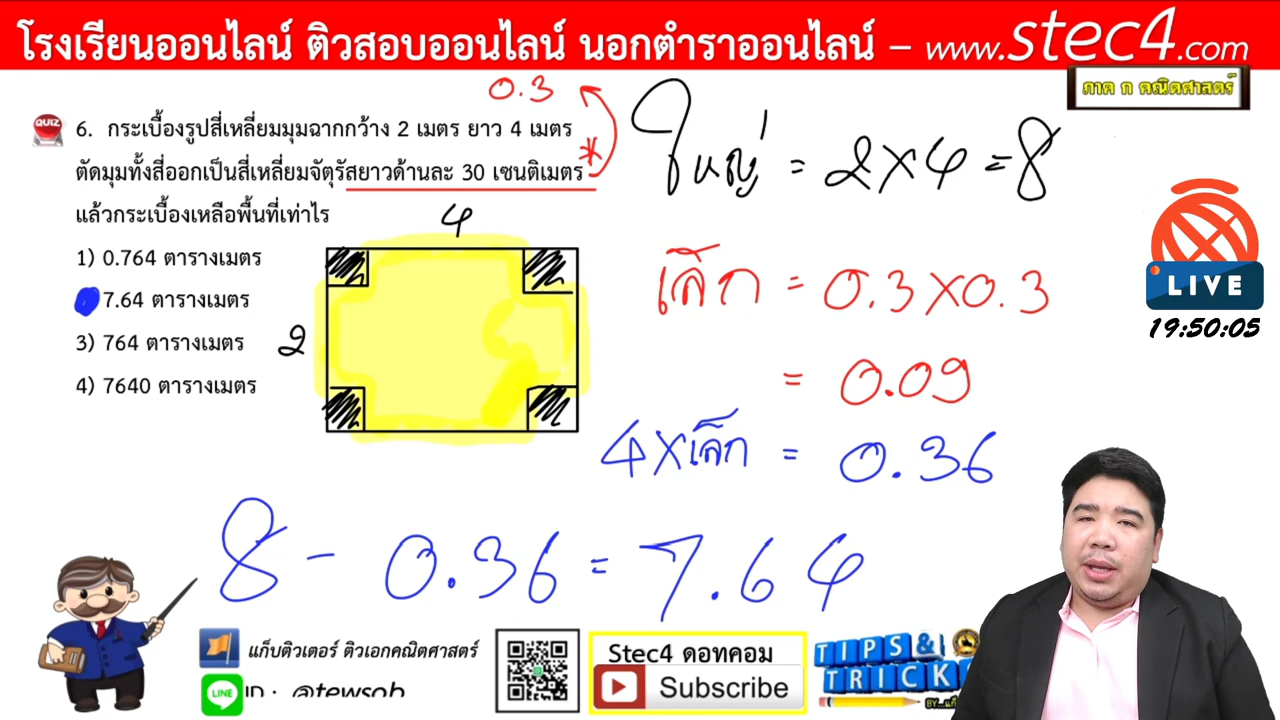 โรงเรียนออนไลน์ ติวสอบออนไลน์ นอกตำราออนไลน์ – www.stec4.com
ภาค ก คณิตศาสตร์
0.3
QUIZ
6. กระเบื้องรูปสี่เหลี่ยมมุมฉากกว้าง 2 เมตร ยาว 4 เมตร
ตัดมุมทั้งสี่ออกเป็นสี่เหลี่ยมจัตุรัสยาวด้านละ 30 เซนติเมตร *
แล้วกระเบื้องเหลือพื้นที่เท่าไร
1) 0.764 ตารางเมตร
7.64 ตารางเมตร
3) 764 ตารางเมตร
4) 7640 ตารางเมตร
4
2
ใหญ่ = 2×4 = 8
เล็ก = 0.3×0.3
= 0.09
4×เล็ก = 0.36
8 - 0.36 = 7.64
LIVE
19:50:05
แก็บติวเตอร์ ติวเอกคณิตศาสตร์
LINE
ID : @tewsob
Stec4 ดอทคอม
Subscribe
TIPS &
TRICK